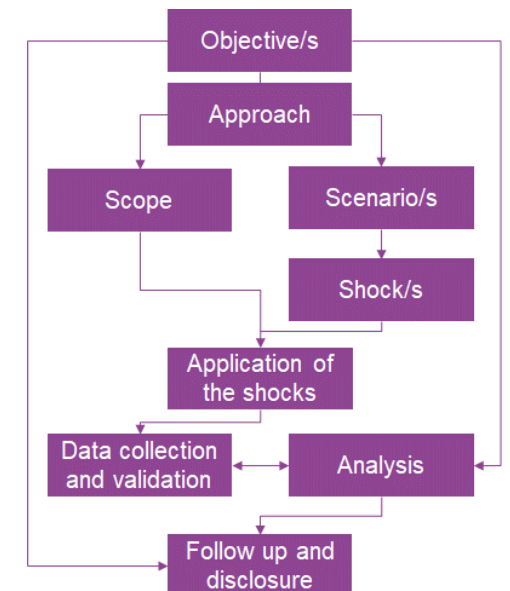 Objective/s
Approach
Scope
Scenario/s
Shock/s
Application of
the shocks
Data collection
and validation
Analysis
Follow up and
disclosure